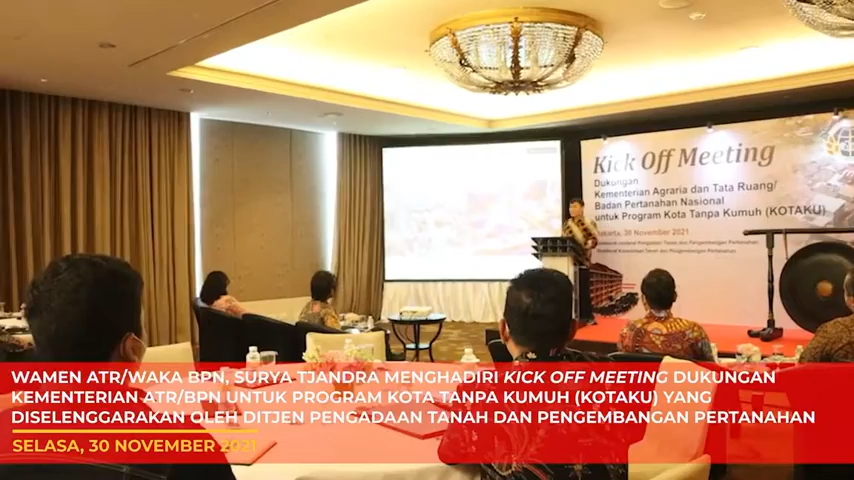 Kick Off Meeting
Dukungan
Kementerian Agraria dan Tata Ruang/
Badan Pertanahan Nasional
untuk Program Kota Tanpa Kumuh (KOTAKU)
Jakarta, 30 November 2021
WAMEN ATR/WAKA BPN, SURYA TJANDRA MENGHADIRI KICK OFF MEETING DUKUNGAN
KEMENTERIAN ATR/BPN UNTUK PROGRAM KOTA TANPA KUMUH (KOTAKU) YANG
DISELENGGARAKAN OLEH DITJEN PENGADAAN TANAH DAN PENGEMBANGAN PERTANAHAN
SELASA, 30 NOVEMBER 2021